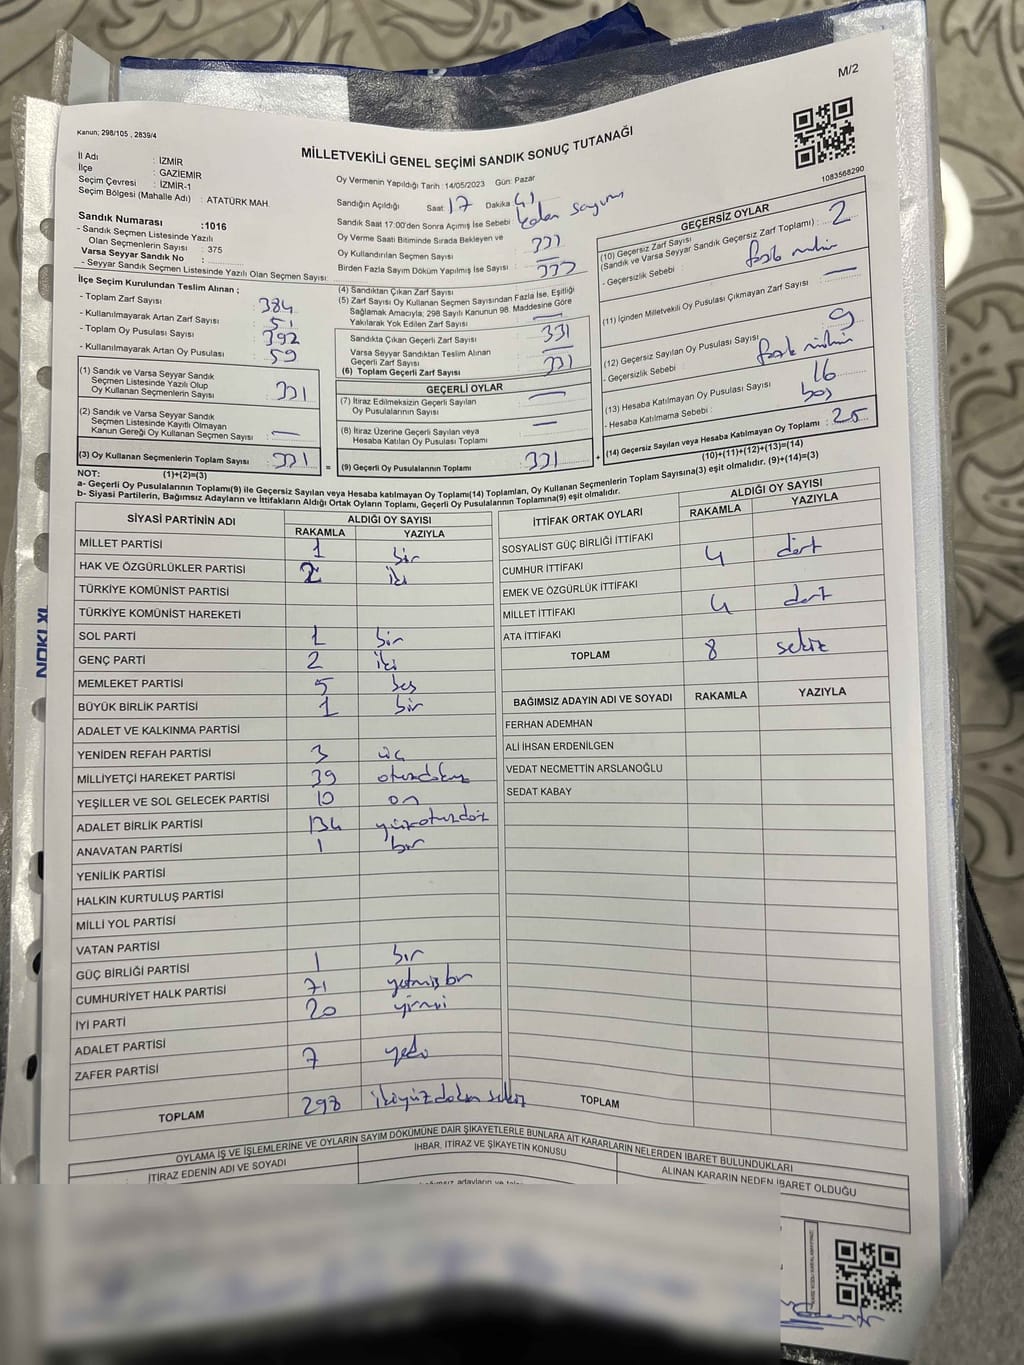 M/2
Kanun; 298/105 , 2839/4
MİLLETVEKİLİ GENEL SEÇİMİ SANDIK SONUÇ TUTANAĞI
1083568290
İl Adı : İZMİR
İlçe : GAZİEMİR
Seçim Çevresi : İZMİR-1
Seçim Bölgesi (Mahalle Adı) : ATATÜRK MAH.
Sandık Numarası :1016
- Sandık Seçmen Listesinde Yazılı
Olan Seçmenlerin Sayısı : 375
Varsa Seyyar Sandık No :
- Seyyar Sandık Seçmen Listesinde Yazılı Olan Seçmen Sayısı:
İlçe Seçim Kurulundan Teslim Alınan ;
- Toplam Zarf Sayısı : 384
- Kullanılmayarak Artan Zarf Sayısı : 51
- Toplam Oy Pusulası Sayısı : 392
- Kullanılmayarak Artan Oy Pusulası : 59
(1) Sandık ve Varsa Seyyar Sandık
Seçmen Listesinde Yazılı Olup
Oy Kullanan Seçmenlerin Sayısı : 331
(2) Sandık ve Varsa Seyyar Sandık
Seçmen Listesinde Kayıtlı Olmayan
Kanun Gereği Oy Kullanan Seçmen Sayısı : —
(3) Oy Kullanan Seçmenlerin Toplam Sayısı : 331
(1)+(2)=(3)
Oy Vermenin Yapıldığı Tarih :14/05/2023 Gün: Pazar
Sandığın Açıldığı Saat: 17 Dakika: 41
Sandık Saat 17:00'den Sonra Açımış İse Sebebi :
Oy Verme Saati Bitiminde Sırada Bekleyen ve
Oy Kullandırılan Seçmen Sayısı :
Birden Fazla Sayım Döküm Yapılmış İse Sayısı : —
(4) Sandıktan Çıkan Zarf Sayısı :
(5) Zarf Sayısı Oy Kullanan Seçmen Sayısından Fazla İse, Eşitliği
Sağlamak Amacıyla, 298 Sayılı Kanunun 98. Maddesine Göre
Yakılarak Yok Edilen Zarf Sayısı : —
Sandıkta Çıkan Geçerli Zarf Sayısı : 331
Varsa Seyyar Sandıktan Teslim Alınan
Geçerli Zarf Sayısı : —
(6) Toplam Geçerli Zarf Sayısı : 331
GEÇERLİ OYLAR
(7) İtiraz Edilmeksizin Geçerli Sayılan
Oy Pusulalarının Sayısı : —
(8) İtiraz Üzerine Geçerli Sayılan veya
Hesaba Katılan Oy Pusulası Toplamı : —
= (9) Geçerli Oy Pusulalarının Toplamı : 331
GEÇERSİZ OYLAR
(10) Geçersiz Zarf Sayısı
(Sandık ve Varsa Seyyar Sandık Geçersiz Zarf Toplamı) : 2
- Geçersizlik Sebebi :
(11) İçinden Milletvekili Oy Pusulası Çıkmayan Zarf Sayısı : —
(12) Geçersiz Sayılan Oy Pusulası Sayısı : 9
- Geçersizlik Sebebi :
(13) Hesaba Katılmayan Oy Pusulası Sayısı : 16
- Hesaba Katılmama Sebebi : boş
+ (14) Geçersiz Sayılan veya Hesaba Katılmayan Oy Toplamı : 25
(10)+(11)+(12)+(13)=(14)
NOT:
a- Geçerli Oy Pusulalarının Toplamı(9) ile Geçersiz Sayılan veya Hesaba katılmayan Oy Toplamı(14) Toplamları, Oy Kullanan Seçmenlerin Toplam Sayısına(3) eşit olmalıdır. (9)+(14)=(3)
b- Siyasi Partilerin, Bağımsız Adayların ve İttifakların Aldığı Ortak Oyların Toplamı, Geçerli Oy Pusulalarının Toplamına(9) eşit olmalıdır.
SİYASİ PARTİNİN ADI ALDIĞI OY SAYISI
RAKAMLA YAZIYLA
MİLLET PARTİSİ 1 bir
HAK VE ÖZGÜRLÜKLER PARTİSİ 2 iki
TÜRKİYE KOMÜNİST PARTİSİ
TÜRKİYE KOMÜNİST HAREKETİ
SOL PARTİ 1 bir
GENÇ PARTİ 2 iki
MEMLEKET PARTİSİ 5 beş
BÜYÜK BİRLİK PARTİSİ 1 bir
ADALET VE KALKINMA PARTİSİ
YENİDEN REFAH PARTİSİ 3 üç
MİLLİYETÇİ HAREKET PARTİSİ 39 otuzdokuz
YEŞİLLER VE SOL GELECEK PARTİSİ 10 on
ADALET BİRLİK PARTİSİ 134 yüzotuzdört
ANAVATAN PARTİSİ 1 bir
YENİLİK PARTİSİ
HALKIN KURTULUŞ PARTİSİ
MİLLİ YOL PARTİSİ
VATAN PARTİSİ
GÜÇ BİRLİĞİ PARTİSİ 1 bir
CUMHURİYET HALK PARTİSİ 71 yetmişbir
İYİ PARTİ 20 yirmi
ADALET PARTİSİ
ZAFER PARTİSİ 7 yedi
TOPLAM 298 ikiyüzdoksan sekiz
İTTİFAK ORTAK OYLARI ALDIĞI OY SAYISI
RAKAMLA YAZIYLA
SOSYALİST GÜÇ BİRLİĞİ İTTİFAKI
CUMHUR İTTİFAKI 4 dört
EMEK VE ÖZGÜRLÜK İTTİFAKI
MİLLET İTTİFAKI 4 dört
ATA İTTİFAKI
TOPLAM 8 sekiz
BAĞIMSIZ ADAYIN ADI VE SOYADI RAKAMLA YAZIYLA
FERHAN ADEMHAN
ALİ İHSAN ERDENİLGEN
VEDAT NECMETTİN ARSLANOĞLU
SEDAT KABAY
TOPLAM
OYLAMA İŞ VE İŞLEMLERİNE VE OYLARIN SAYIM DÖKÜMÜNE DAİR ŞİKAYETLERLE BUNLARA AİT KARARLARIN NELERDEN İBARET BULUNDUKLARI
İTİRAZ EDENİN ADI VE SOYADI İHBAR, İTİRAZ VE ŞİKAYETİN KONUSU ALINAN KARARIN NEDEN İBARET OLDUĞU
NOKI XI